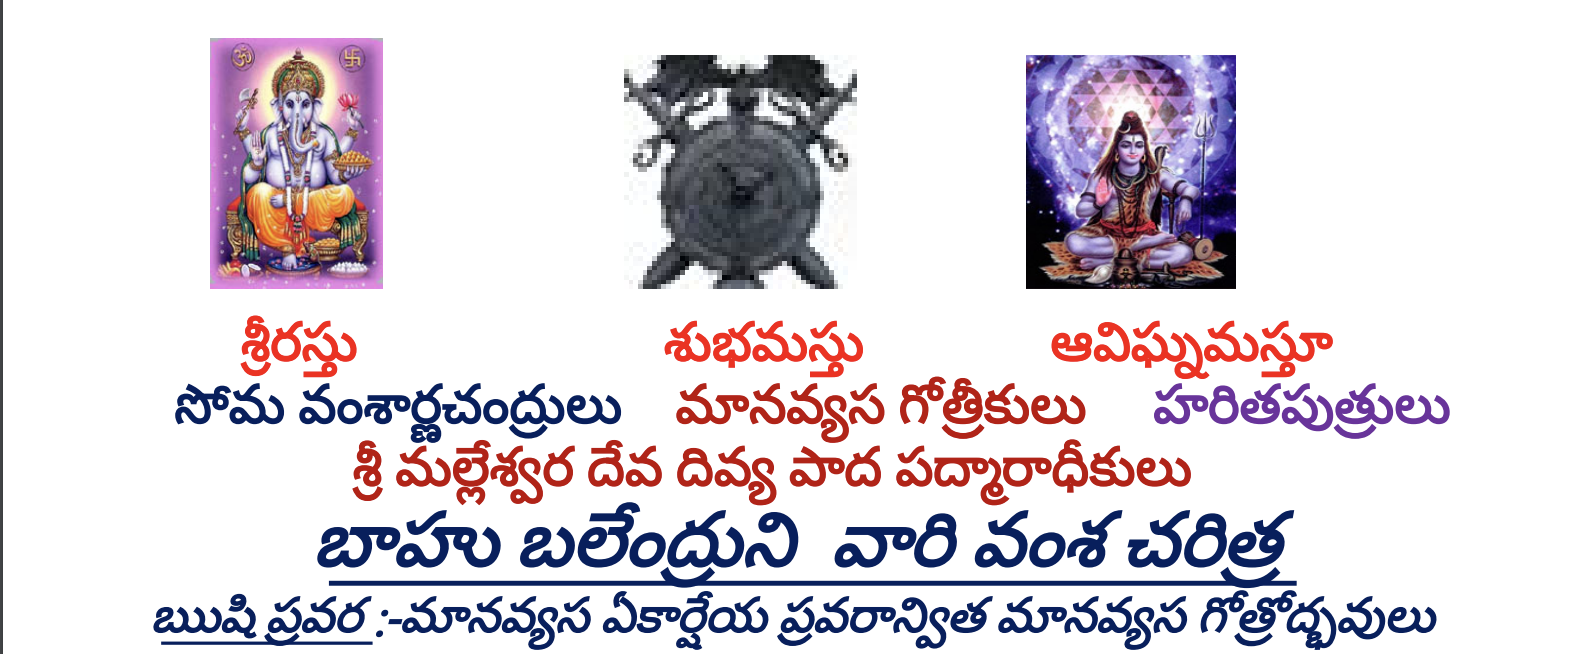 శ్రీరస్తు శుభమస్తు ఆవిఘ్నమస్తూ
సోమ వంశార్ణచంద్రులు మానవ్యస గోత్రీకులు హరితపుత్రులు
శ్రీ మల్లేశ్వర దేవ దివ్య పాద పద్మారాధీకులు
బాహు బలేంద్రుని వారి వంశ చరిత్ర
ఋషి ప్రవర :-మానవ్యస ఏకార్షేయ ప్రవరాన్విత మానవ్యస గోత్రోద్భవులు